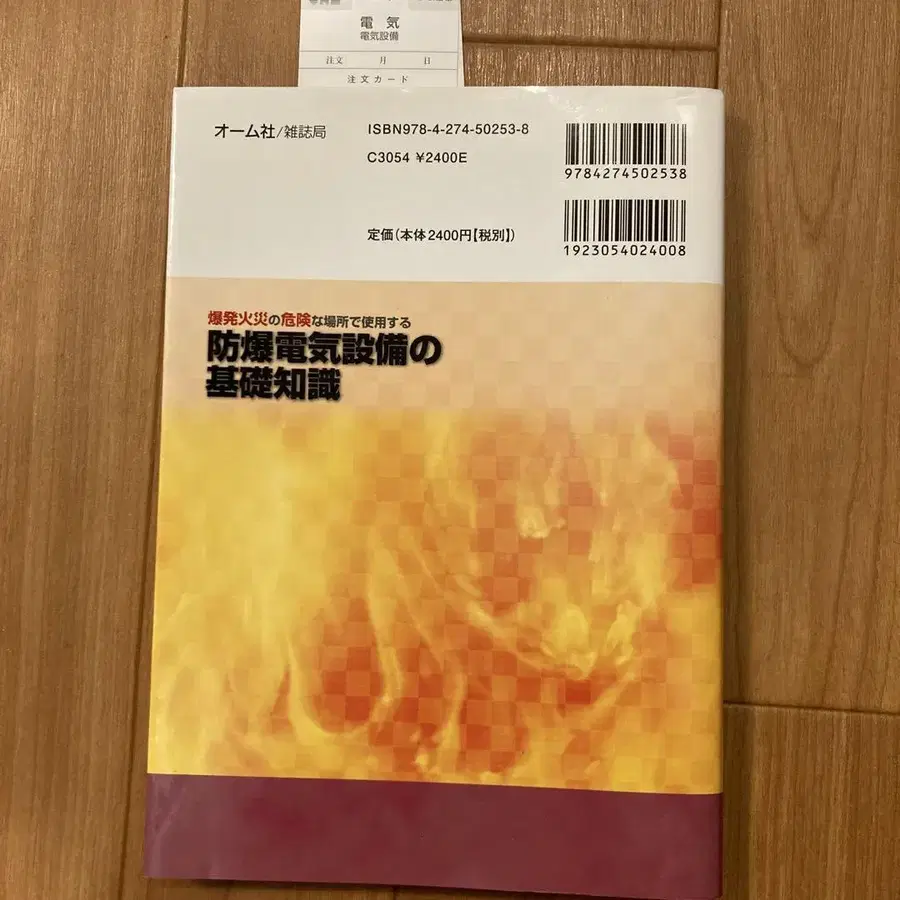 電気
電気設備
注文 月 日
注文カード
オーム社/雑誌局
ISBN978-4-274-50253-8
C3054 ¥2400E
定価(本体2400円【税別】)
9784274502538
1923054024008
爆発火災の危険な場所で使用する
防爆電気設備の
基礎知識